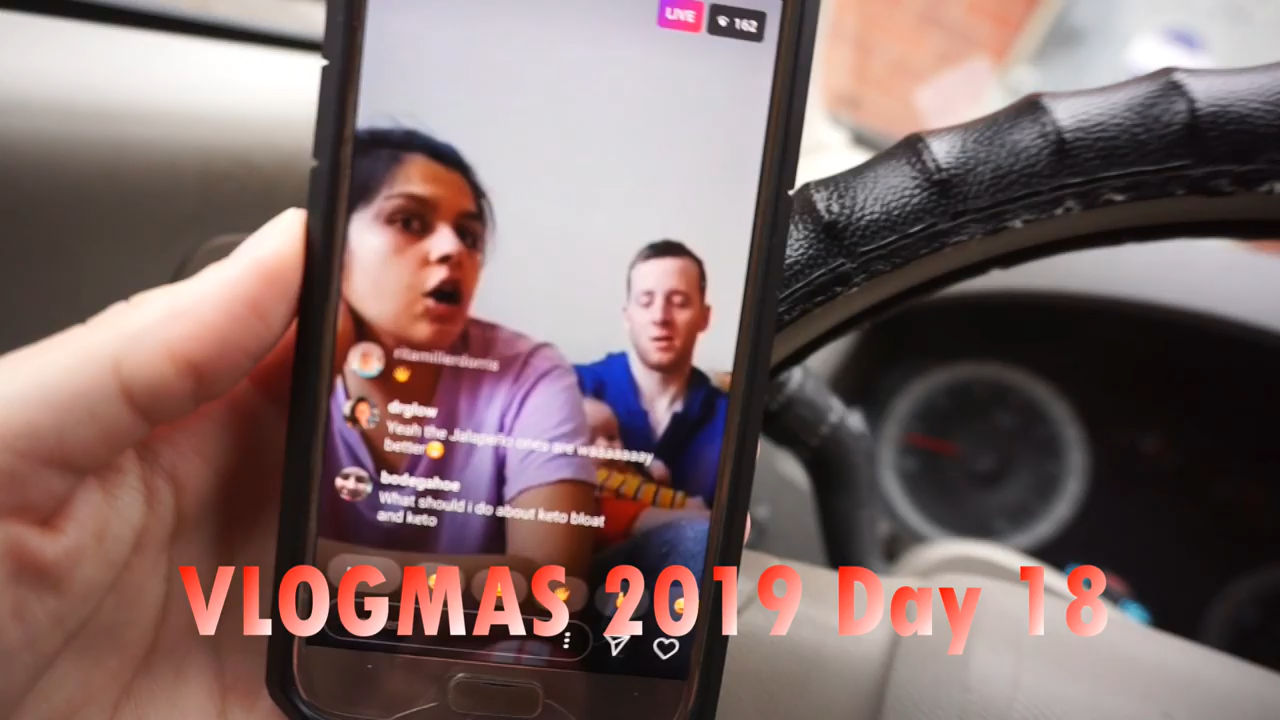 LIVE
162
ritamillerdorns
drglow
Yeah the Jalapeño ones are waaaaaaay
better
bodegahoe
What should i do about keto bloat
and keto
VLOGMAS 2019 Day 18